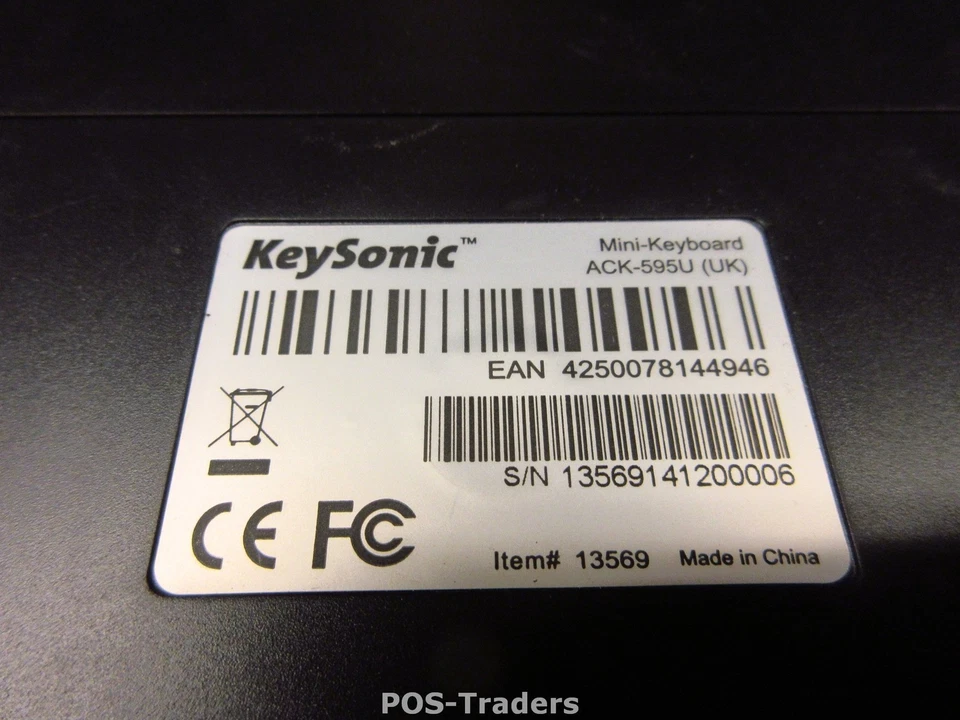 KeySonic™
Mini-Keyboard
ACK-595U (UK)
EAN 4250078144946
S/N 13569141200006
CE FC
Item# 13569 Made in China
POS-Traders